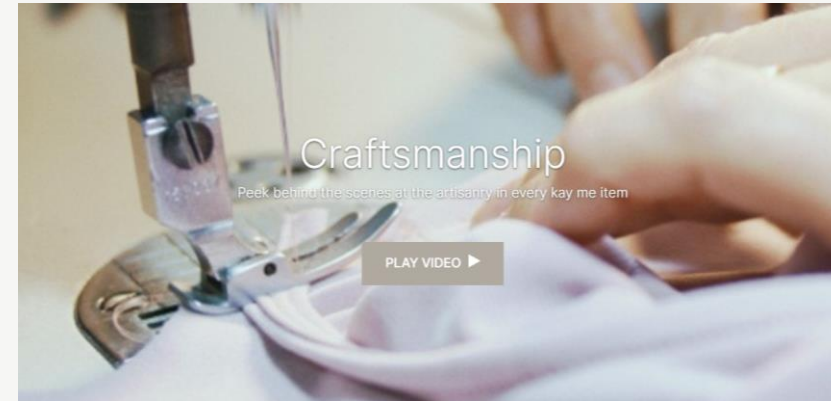 Craftsmanship
Peek behind the scenes at the artisanry in every kay me item
PLAY VIDEO